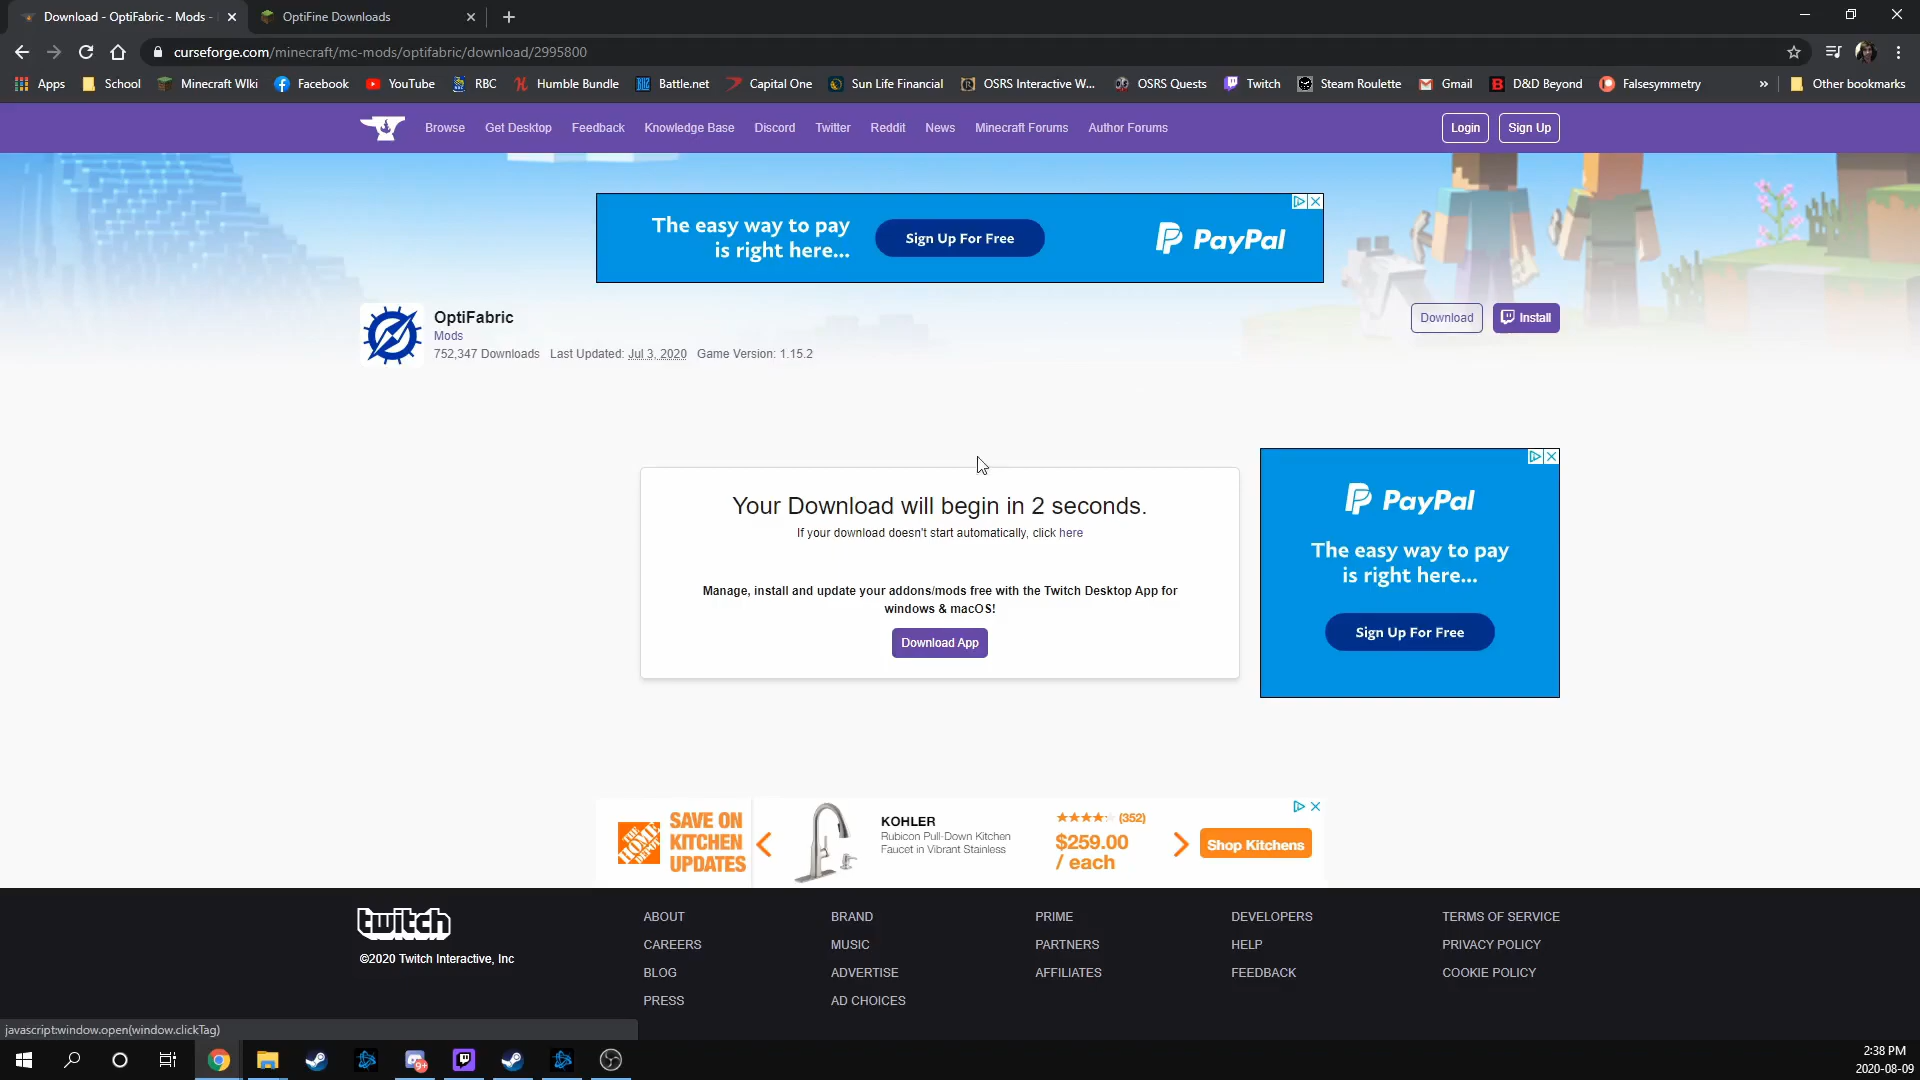 Download - OptiFabric - Mods -
OptiFine Downloads
curseforge.com/minecraft/mc-mods/optifabric/download/2995800
Apps School Minecraft Wiki Facebook YouTube RBC Humble Bundle Battle.net Capital One Sun Life Financial OSRS Interactive W... OSRS Quests Twitch Steam Roulette Gmail D&D Beyond Falsesymmetry » Other bookmarks
Browse Get Desktop Feedback Knowledge Base Discord Twitter Reddit News Minecraft Forums Author Forums Login Sign Up
The easy way to pay
is right here...
Sign Up For Free
PayPal
OptiFabric
Mods
752,347 Downloads Last Updated: Jul 3, 2020 Game Version: 1.15.2
Download Install
Your Download will begin in 2 seconds.
If your download doesn't start automatically, click here
Manage, install and update your addons/mods free with the Twitch Desktop App for
windows & macOS!
Download App
PayPal
The easy way to pay
is right here...
Sign Up For Free
THE HOME DEPOT
SAVE ON
KITCHEN
UPDATES
KOHLER
Rubicon Pull-Down Kitchen
Faucet in Vibrant Stainless
(352)
$259.00
/ each
Shop Kitchens
twitch
©2020 Twitch Interactive, Inc
ABOUT BRAND PRIME DEVELOPERS TERMS OF SERVICE
CAREERS MUSIC PARTNERS HELP PRIVACY POLICY
BLOG ADVERTISE AFFILIATES FEEDBACK COOKIE POLICY
PRESS AD CHOICES
javascript:window.open(window.clickTag)
9+
2:38 PM
2020-08-09